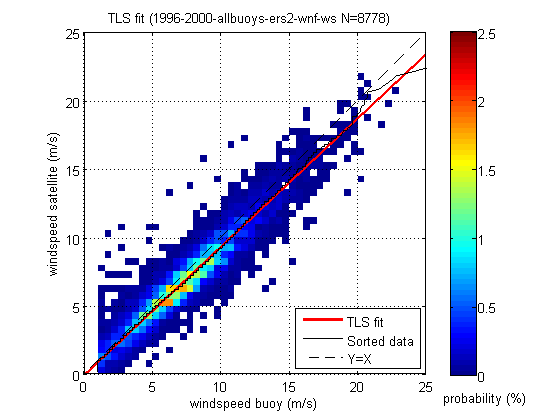 TLS fit (1996-2000-allbuoys-ers2-wnf-ws N=8778)
25
20
15
10
5
0
windspeed satellite (m/s)
0 5 10 15 20 25
windspeed buoy (m/s)
TLS fit
Sorted data
Y=X
2.5
2
1.5
1
0.5
0
probability (%)